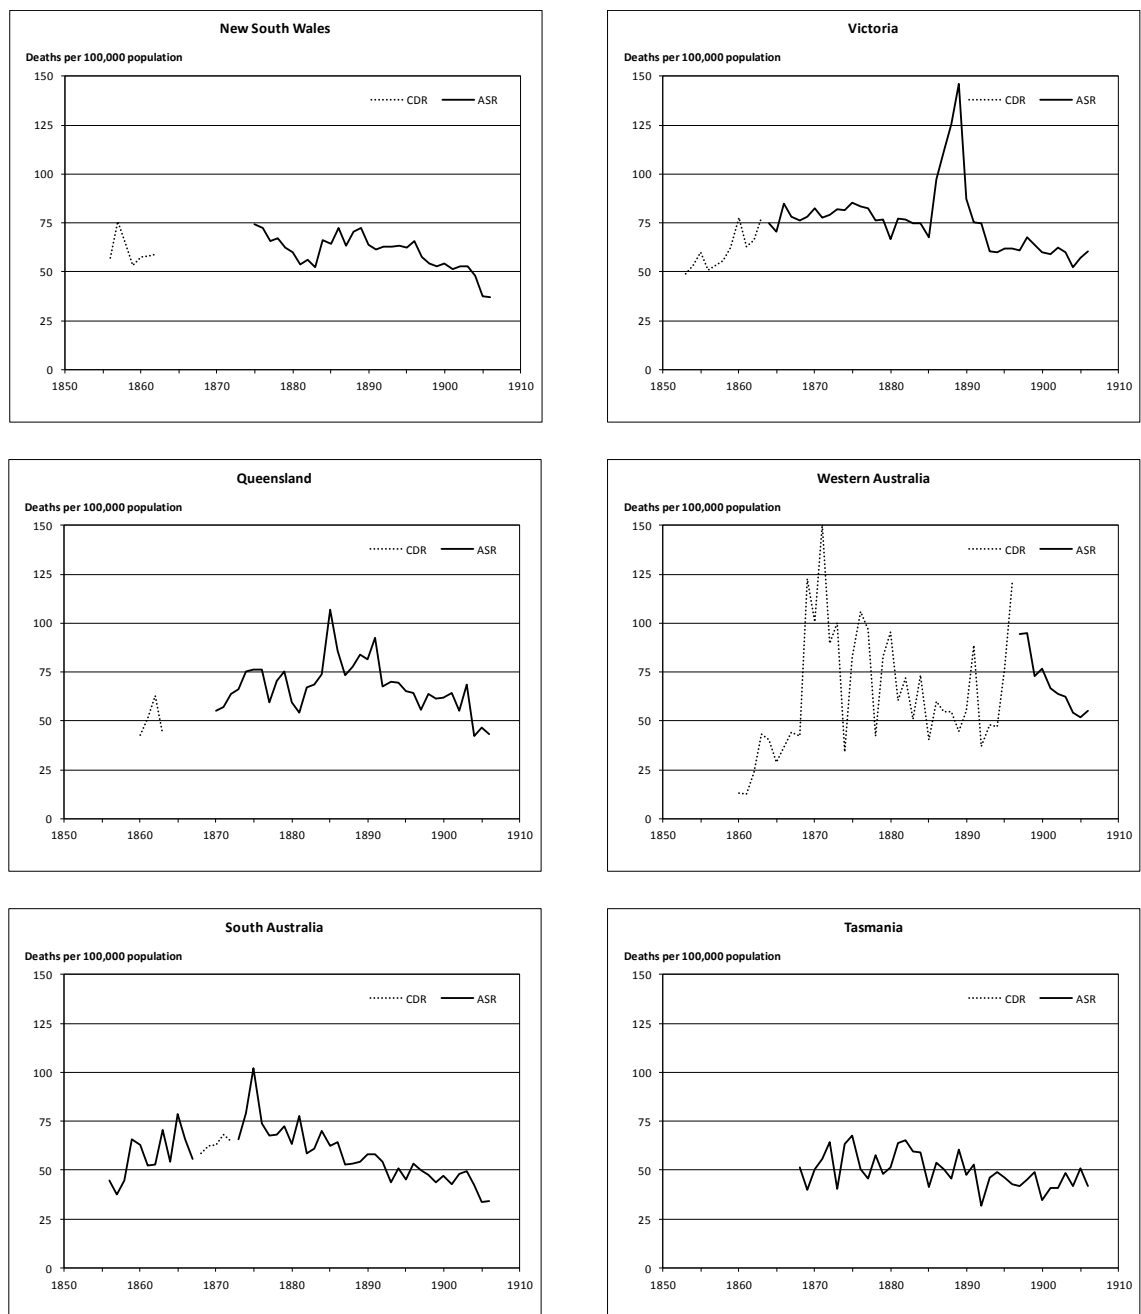 New South Wales
Deaths per 100,000 population
150
CDR ASR
125
100
75
50
25
0
1850 1860 1870 1880 1890 1900 1910
Victoria
Deaths per 100,000 population
150
CDR ASR
125
100
75
50
25
0
1850 1860 1870 1880 1890 1900 1910
Queensland
Deaths per 100,000 population
150
CDR ASR
125
100
75
50
25
0
1850 1860 1870 1880 1890 1900 1910
Western Australia
Deaths per 100,000 population
150
CDR ASR
125
100
75
50
25
0
1850 1860 1870 1880 1890 1900 1910
South Australia
Deaths per 100,000 population
150
CDR ASR
125
100
75
50
25
0
1850 1860 1870 1880 1890 1900 1910
Tasmania
Deaths per 100,000 population
150
CDR ASR
125
100
75
50
25
0
1850 1860 1870 1880 1890 1900 1910